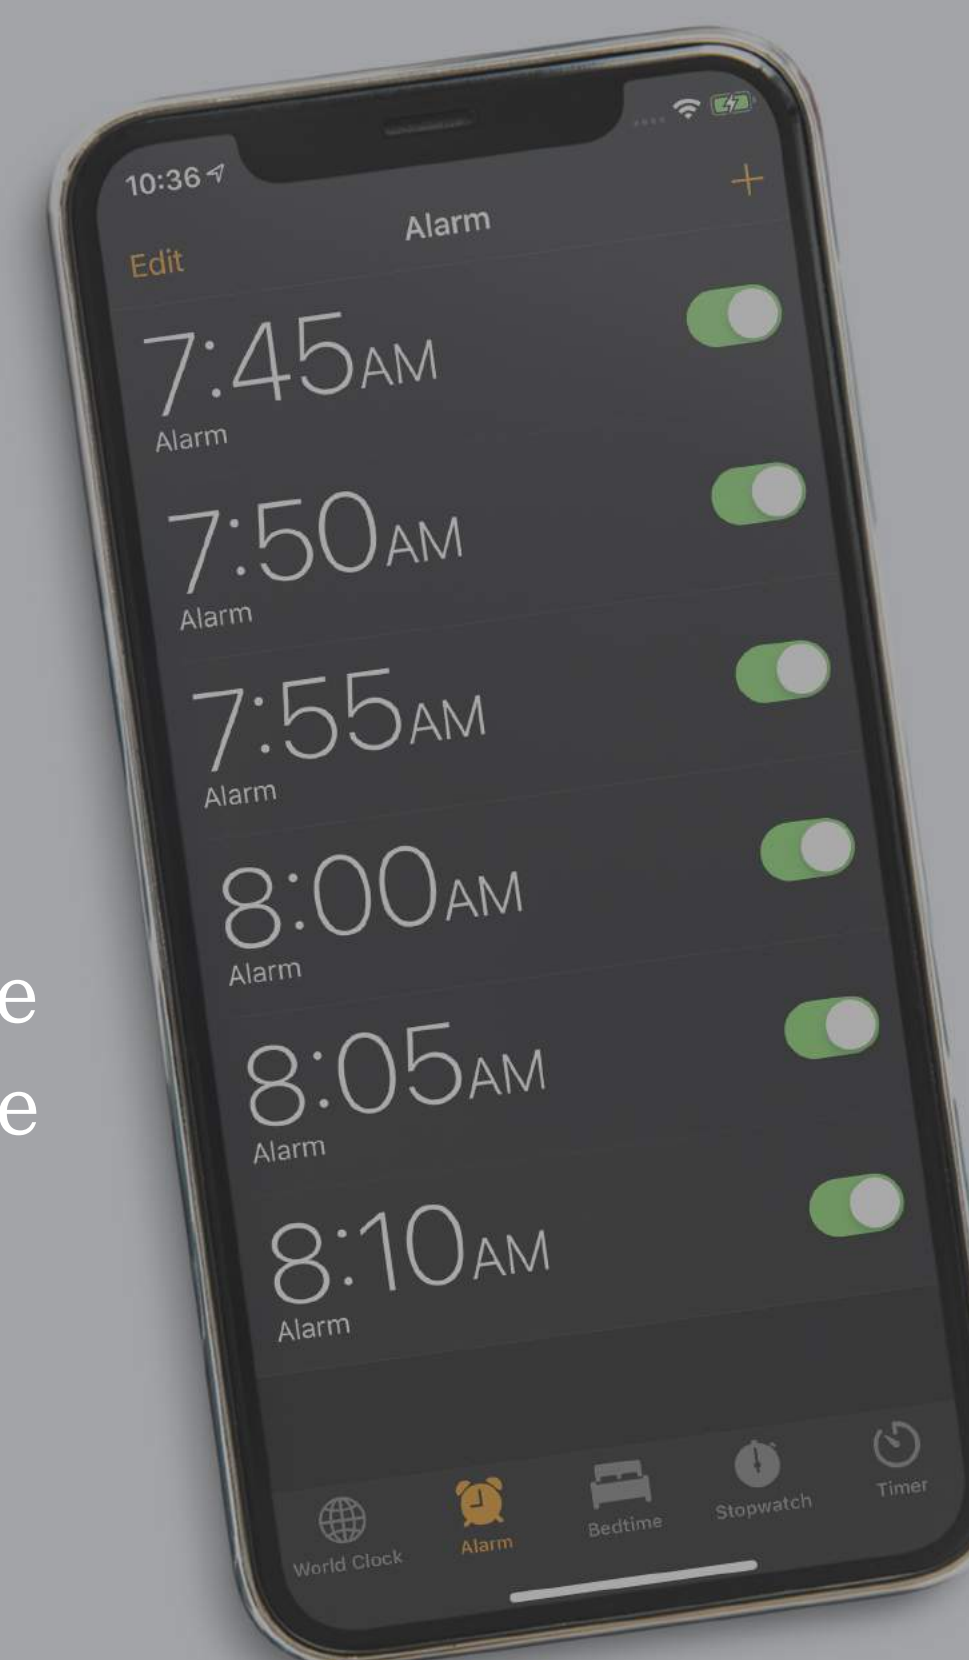 10:36
Alarm
Edit
+
7:45AM
Alarm
7:50AM
Alarm
7:55AM
Alarm
e
8:00AM
Alarm
e
8:05AM
Alarm
8:10AM
Alarm
World Clock
Alarm
Bedtime
Stopwatch
Timer